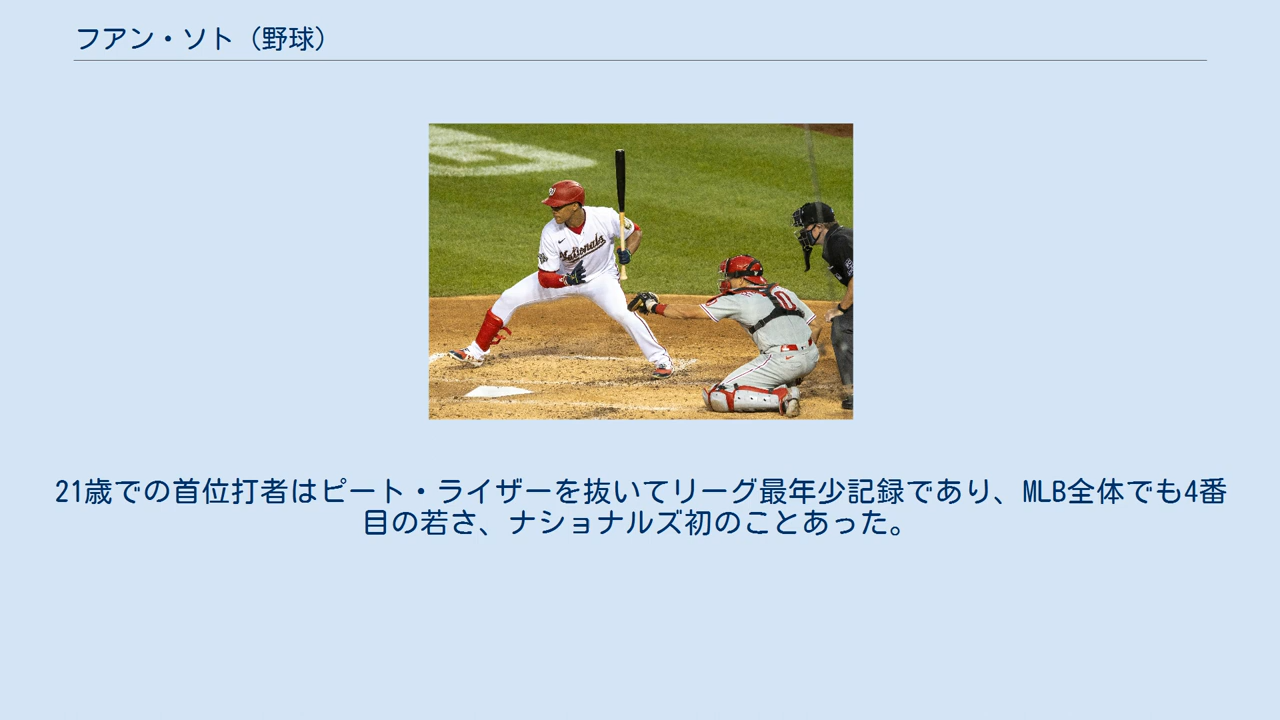 フアン・ソト（野球）
Nationals
0
21歳での首位打者はピート・ライザーを抜いてリーグ最年少記録であり、MLB全体でも4番
目の若さ、ナショナルズ初のことあった。